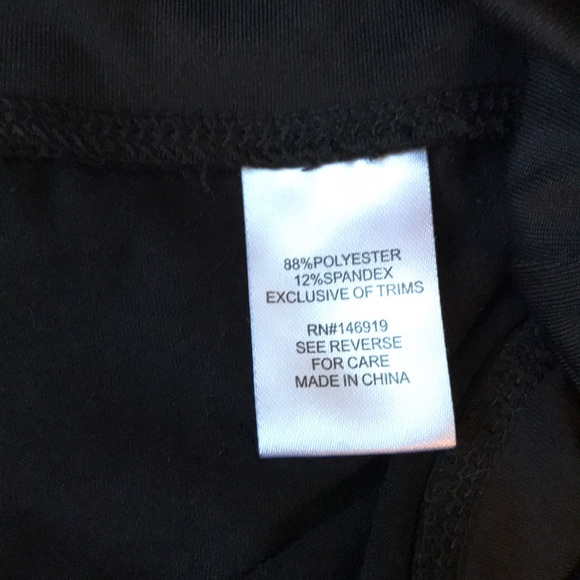 88%POLYESTER
12%SPANDEX
EXCLUSIVE OF TRIMS
RN#146919
SEE REVERSE
FOR CARE
MADE IN CHINA